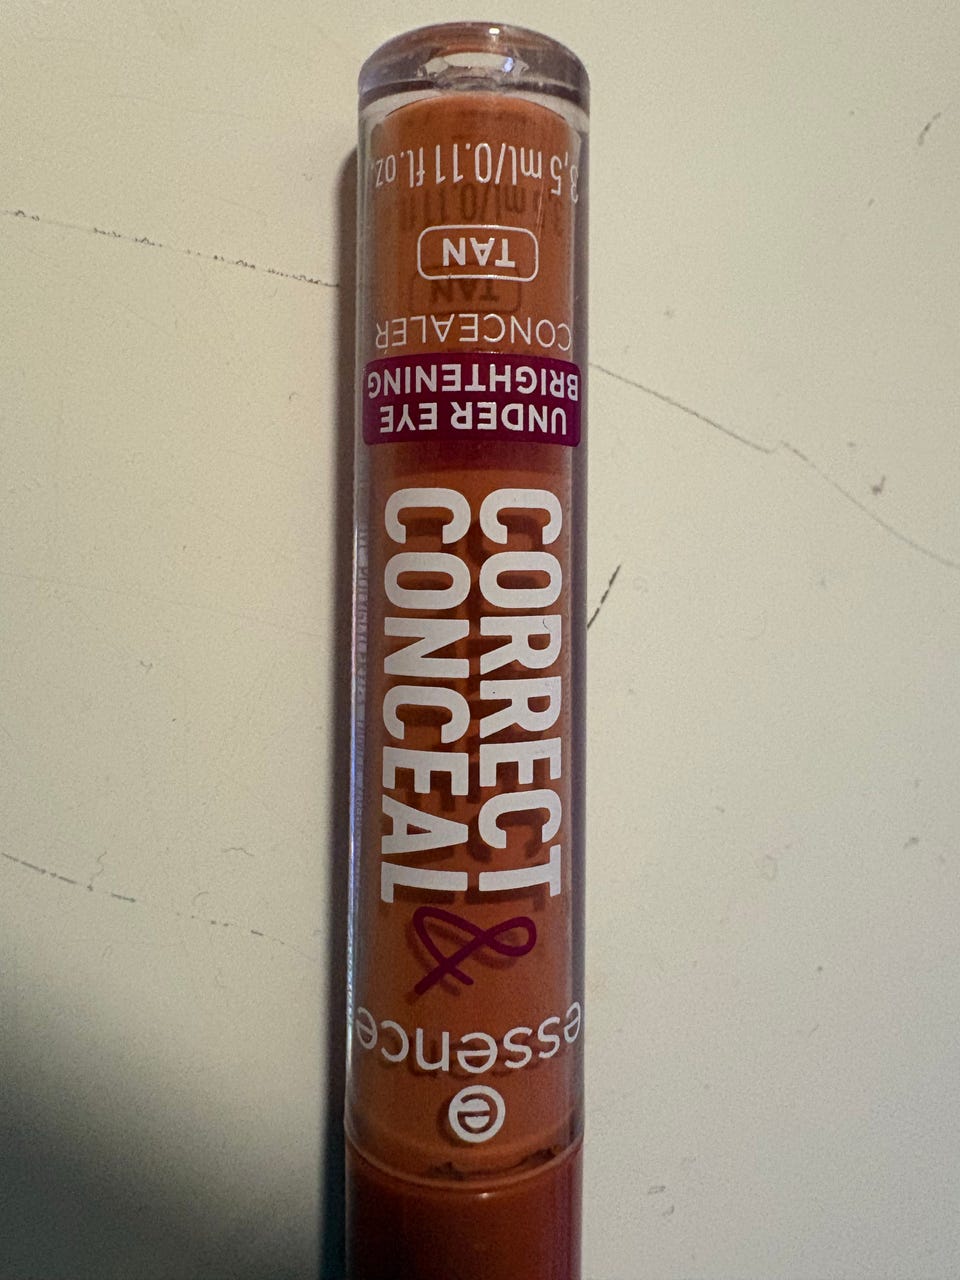 e
essence
CORRECT
& CONCEAL
UNDER EYE
BRIGHTENING
CONCEALER
TAN
3,5 ml/0.11 fl.oz.